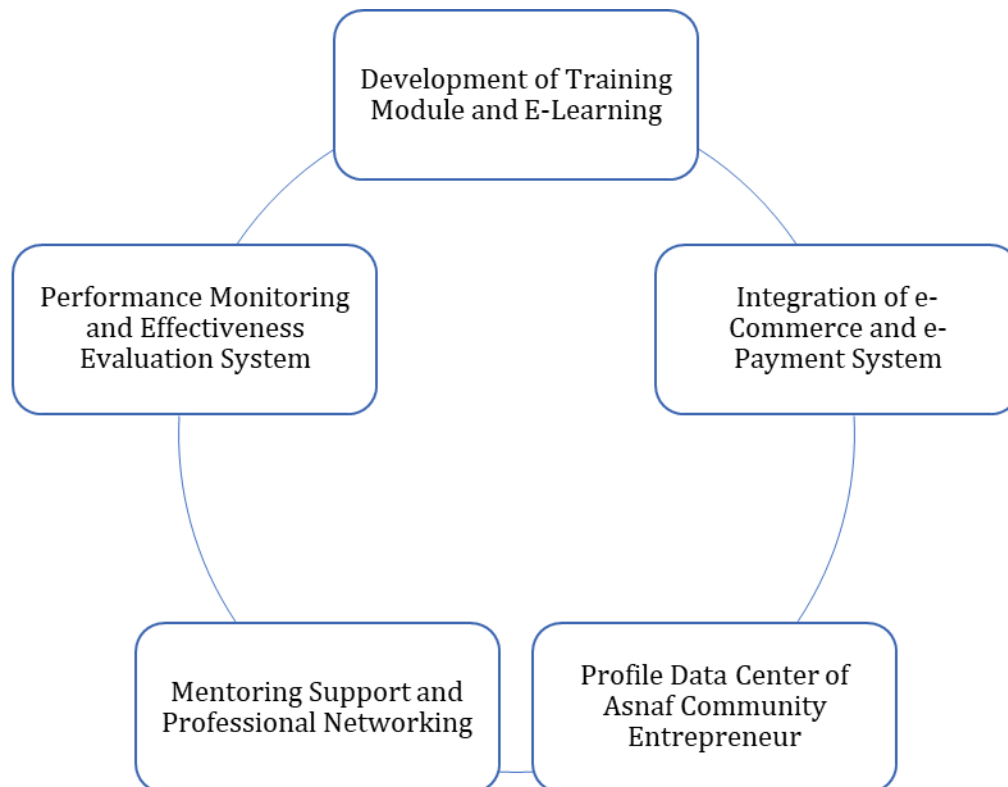 Development of Training
Module and E-Learning
Performance Monitoring
and Effectiveness
Evaluation System
Integration of e-
Commerce and e-
Payment System
Mentoring Support and
Professional Networking
Profile Data Center of
Asnaf Community
Entrepreneur